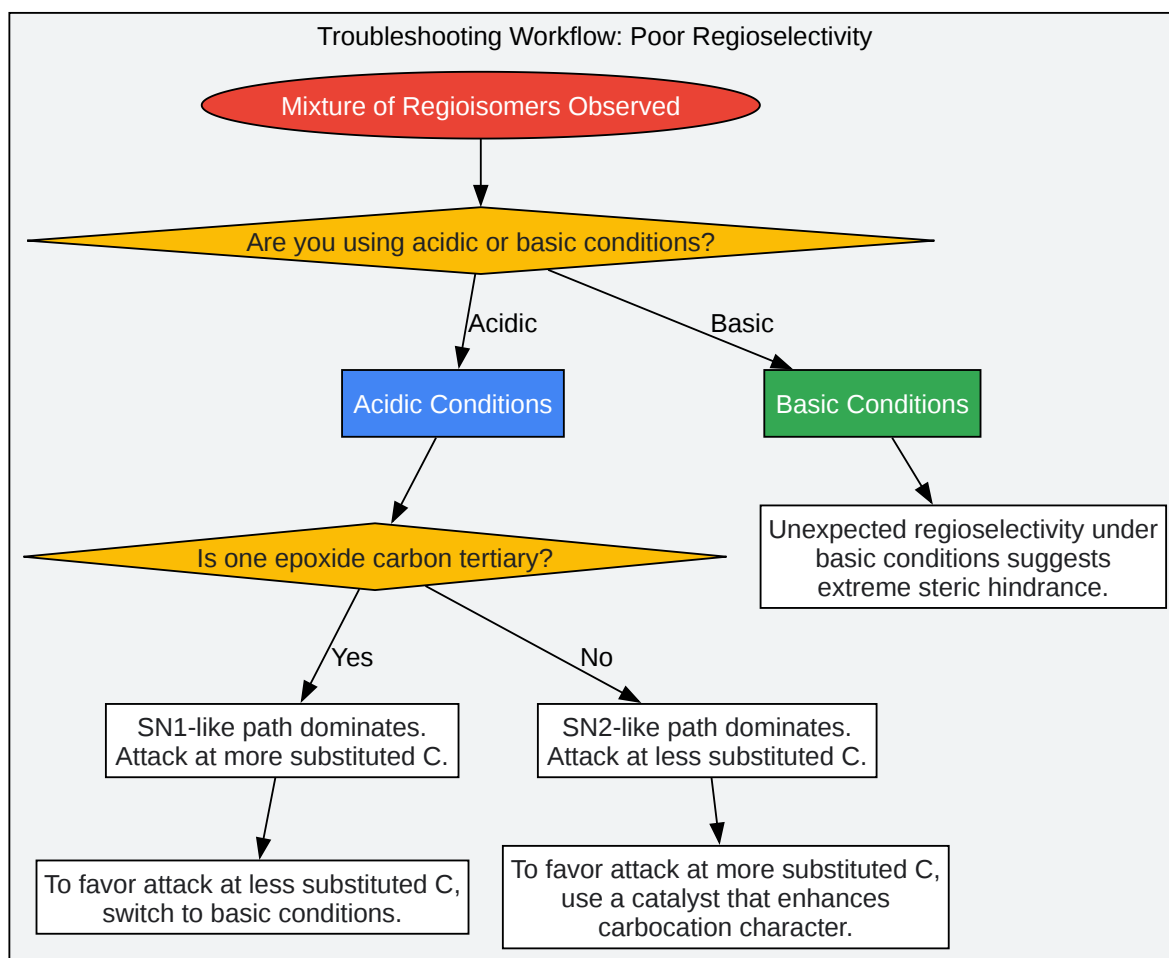 Troubleshooting Workflow: Poor Regioselectivity
Mixture of Regioisomers Observed
Are you using acidic or basic conditions?
Acidic
Basic
Acidic Conditions
Basic Conditions
Is one epoxide carbon tertiary?
Unexpected regioselectivity under
basic conditions suggests
extreme steric hindrance.
Yes
No
SN1-like path dominates.
Attack at more substituted C.
SN2-like path dominates.
Attack at less substituted C.
To favor attack at less substituted C,
switch to basic conditions.
To favor attack at more substituted C,
use a catalyst that enhances
carbocation character.